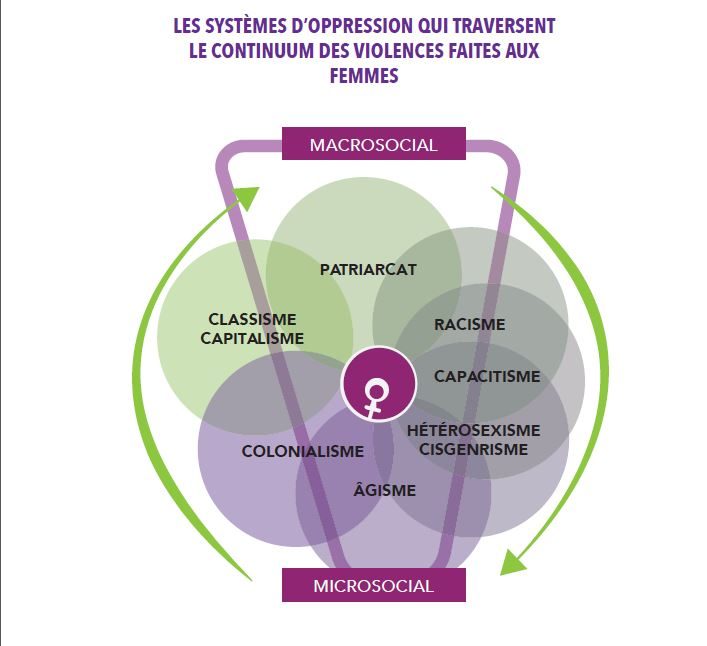 LES SYSTÈMES D'OPPRESSION QUI TRAVERSENT
LE CONTINUUM DES VIOLENCES FAITES AUX
FEMMES
MACROSOCIAL
PATRIARCAT
CLASSISME
CAPITALISME
RACISME
CAPACITISME
HÉTÉROSEXISME
CISGENRISME
COLONIALISME
ÂGISME
MICROSOCIAL